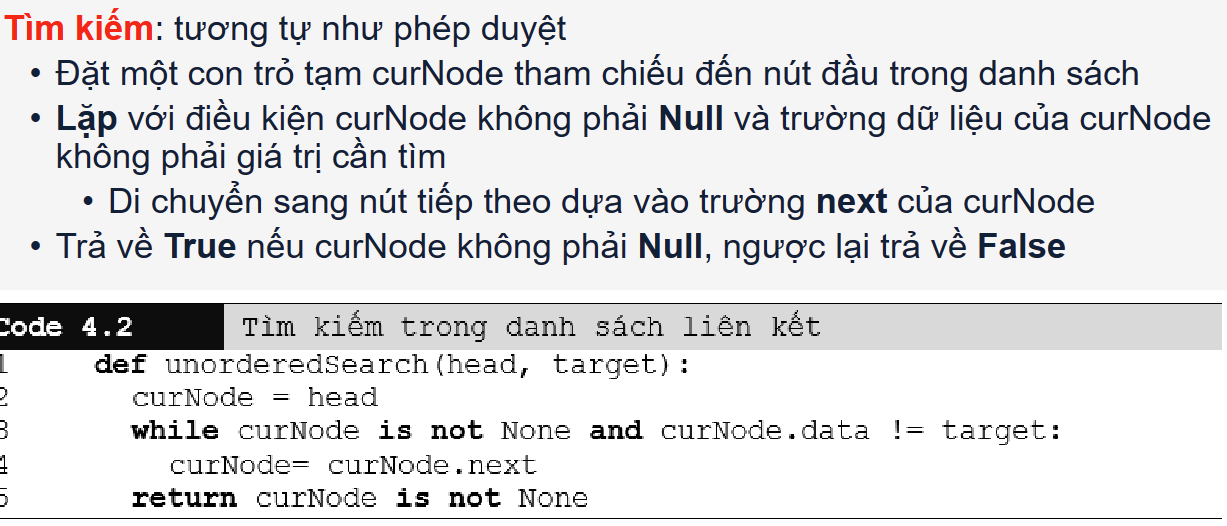 Tìm kiếm: tương tự như phép duyệt
• Đặt một con trỏ tạm curNode tham chiếu đến nút đầu trong danh sách
• Lặp với điều kiện curNode không phải Null và trường dữ liệu của curNode
không phải giá trị cần tìm
• Di chuyển sang nút tiếp theo dựa vào trường next của curNode
• Trả về True nếu curNode không phải Null, ngược lại trả về False
Code 4.2 Tìm kiếm trong danh sách liên kết
1 def unorderedSearch(head, target):
2 curNode = head
3 while curNode is not None and curNode.data != target:
4 curNode= curNode.next
5 return curNode is not None